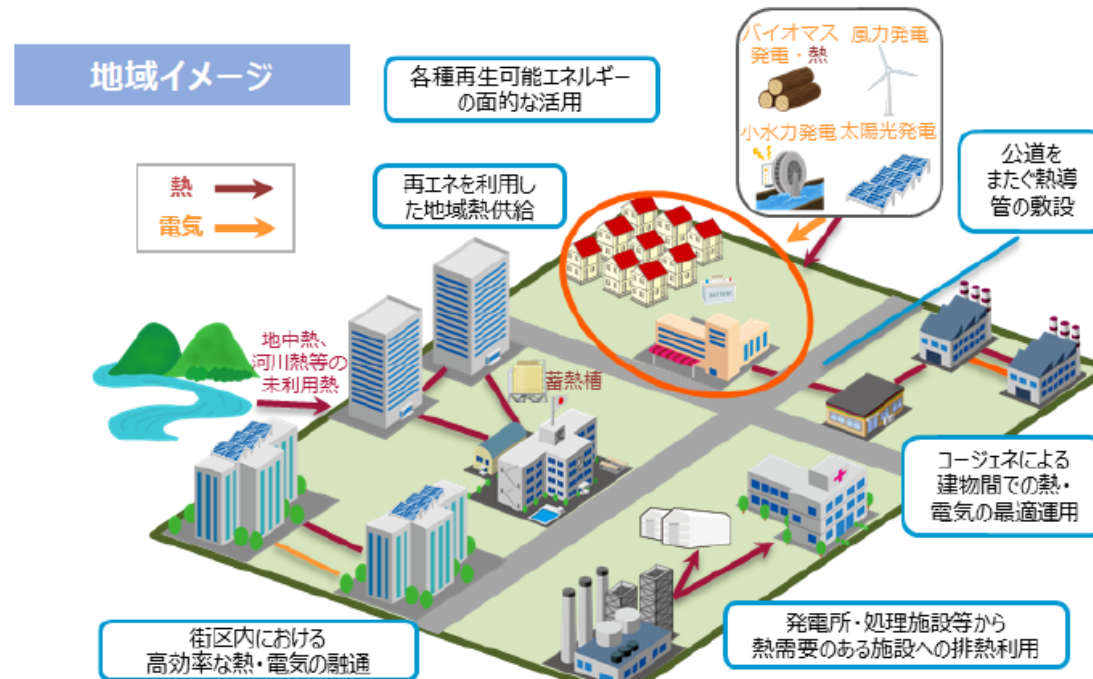 地域イメージ
各種再生可能エネルギー
の面的な活用
バイオマス
発電・熱
風力発電
小水力発電
太陽光発電
公道を
またぐ熱導
管の敷設
熱
電気
再エネを利用し
た地域熱供給
地中熱、
河川熱等の
未利用熱
蓄熱槽
コージェネによる
建物間での熱・
電気の最適運用
街区内における
高効率な熱・電気の融通
発電所・処理施設等から
熱需要のある施設への排熱利用